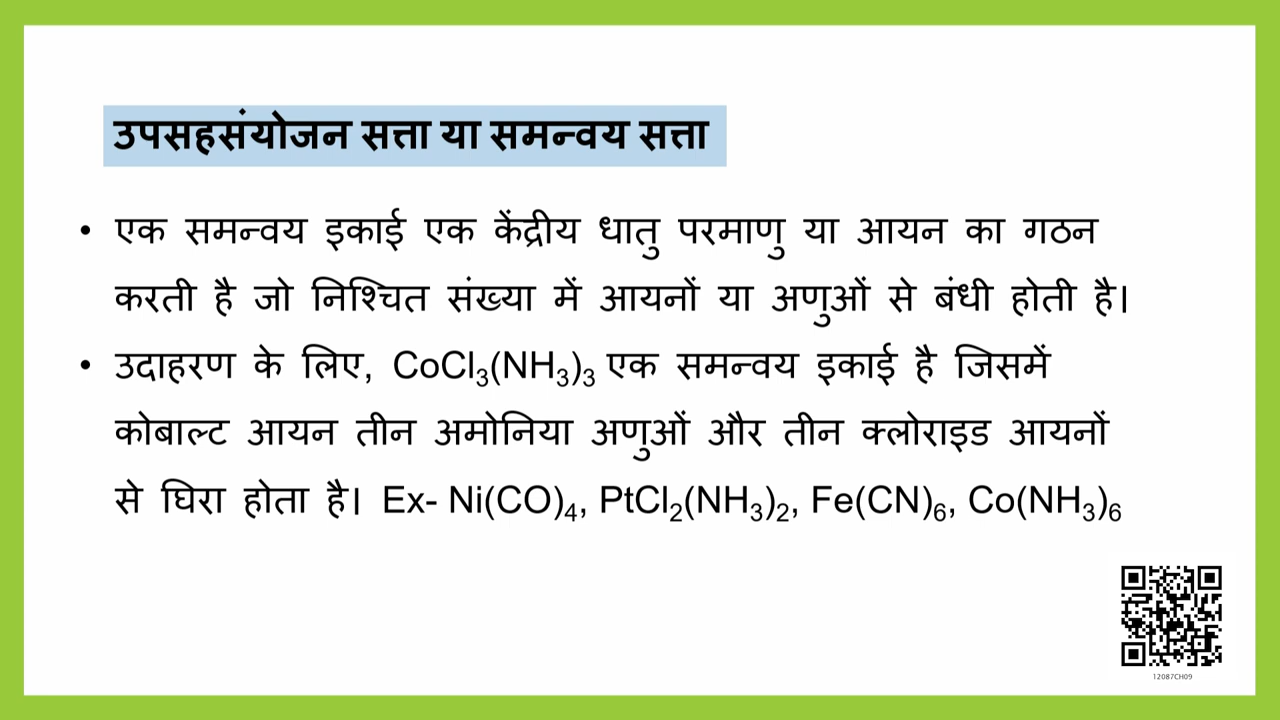 उपसहसंयोजन सत्ता या समन्वय सत्ता
• एक समन्वय इकाई एक केंद्रीय धातु परमाणु या आयन का गठन
करती है जो निश्चित संख्या में आयनों या अणुओं से बंधी होती है।
• उदाहरण के लिए, CoCl₃(NH₃)₃ एक समन्वय इकाई है जिसमें
कोबाल्ट आयन तीन अमोनिया अणुओं और तीन क्लोराइड आयनों
से घिरा होता है। Ex- Ni(CO)₄, PtCl₂(NH₃)₂, Fe(CN)₆, Co(NH₃)₆
12087CH09